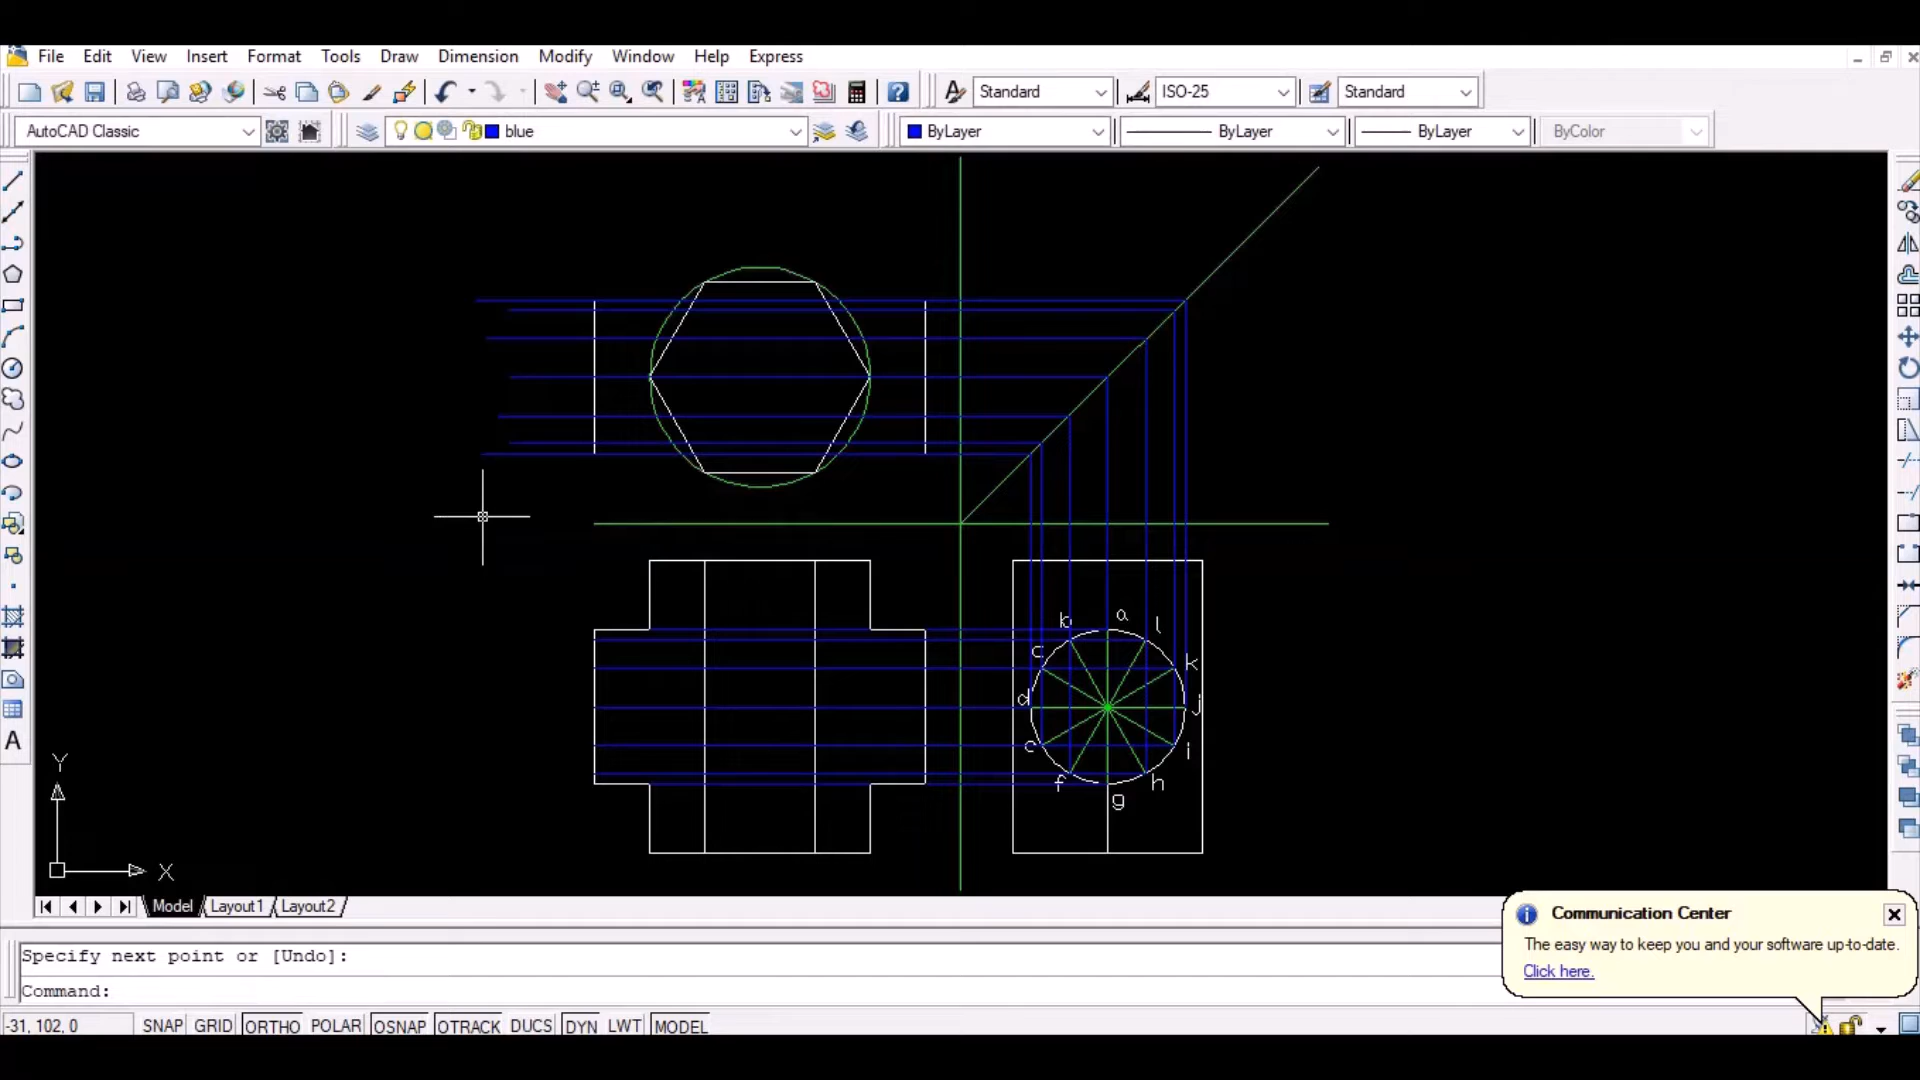 File Edit View Insert Format Tools Draw Dimension Modify Window Help Express
Standard ISO-25 Standard
AutoCAD Classic blue ByLayer ByLayer ByLayer ByColor
a
b l
c k
d j
e i
f h
g
Y
X
Model Layout1 Layout2
Communication Center
The easy way to keep you and your software up-to-date.
Click here.
Specify next point or [Undo]:
Command:
-31, 102, 0 SNAP GRID ORTHO POLAR OSNAP OTRACK DUCS DYN LWT MODEL
A